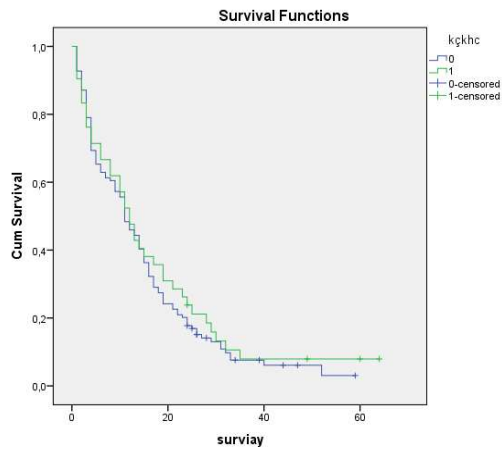 Survival Functions
kçkhc
0
1
0-censored
1-censored
Cum Survival
1,0
0,8
0,6
0,4
0,2
0,0
0
20
40
60
surviay